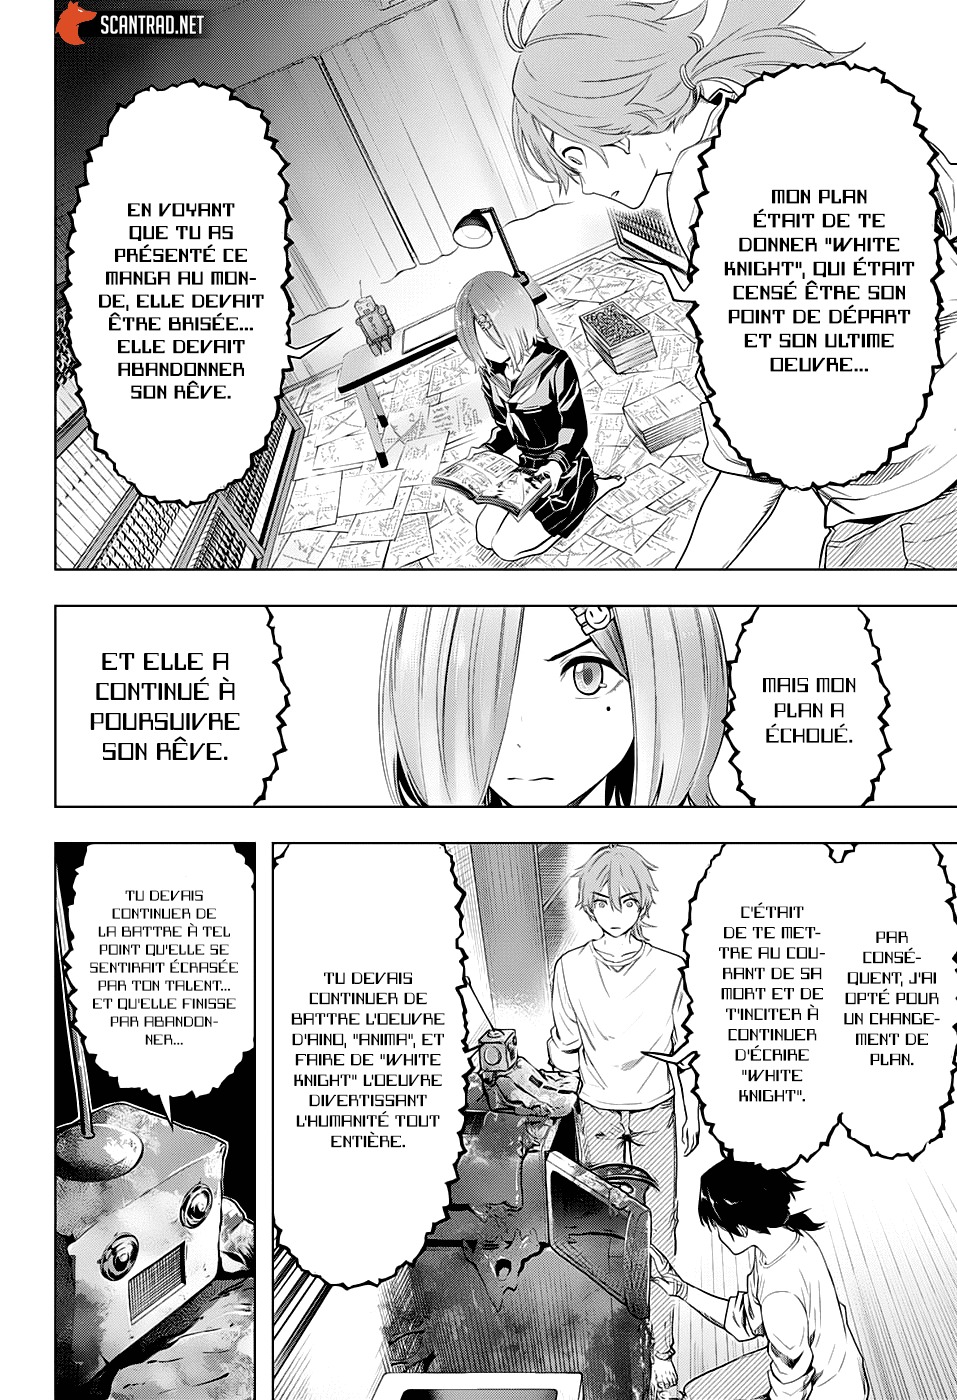 SCANTRAD.NET
MON PLAN
ÉTAIT DE TE
DONNER "WHITE
KNIGHT", QUI ÉTAIT
CENSÉ ÊTRE SON
POINT DE DÉPART
ET SON ULTIME
OEUVRE...
EN VOYANT
QUE TU AS
PRÉSENTÉ CE
MANGA AU MON-
DE, ELLE DEVAIT
ÊTRE BRISÉE...
ELLE DEVAIT
ABANDONNER
SON RÊVE.
MAIS MON
PLAN A
ÉCHOUÉ.
ET ELLE A
CONTINUÉ À
POURSUIVRE
SON RÊVE.
PAR
CONSÉ-
QUENT, J'AI
OPTÉ POUR
UN CHANGE-
MENT DE
PLAN.
C'ÉTAIT
DE TE MET-
TRE AU COU-
RANT DE SA
MORT ET DE
T'INCITER À
CONTINUER
D'ÉCRIRE
"WHITE
KNIGHT".
TU DEVAIS
CONTINUER DE
BATTRE L'OEUVRE
D'AINO, "ANIMA", ET
FAIRE DE "WHITE
KNIGHT" L'OEUVRE
DIVERTISSANT
L'HUMANITÉ TOUT
ENTIÈRE.
TU DEVAIS
CONTINUER DE
LA BATTRE À TEL
POINT QU'ELLE SE
SENTIRAIT ÉCRASÉE
PAR TON TALENT...
ET QU'ELLE FINISSE
PAR ABANDON-
NER...